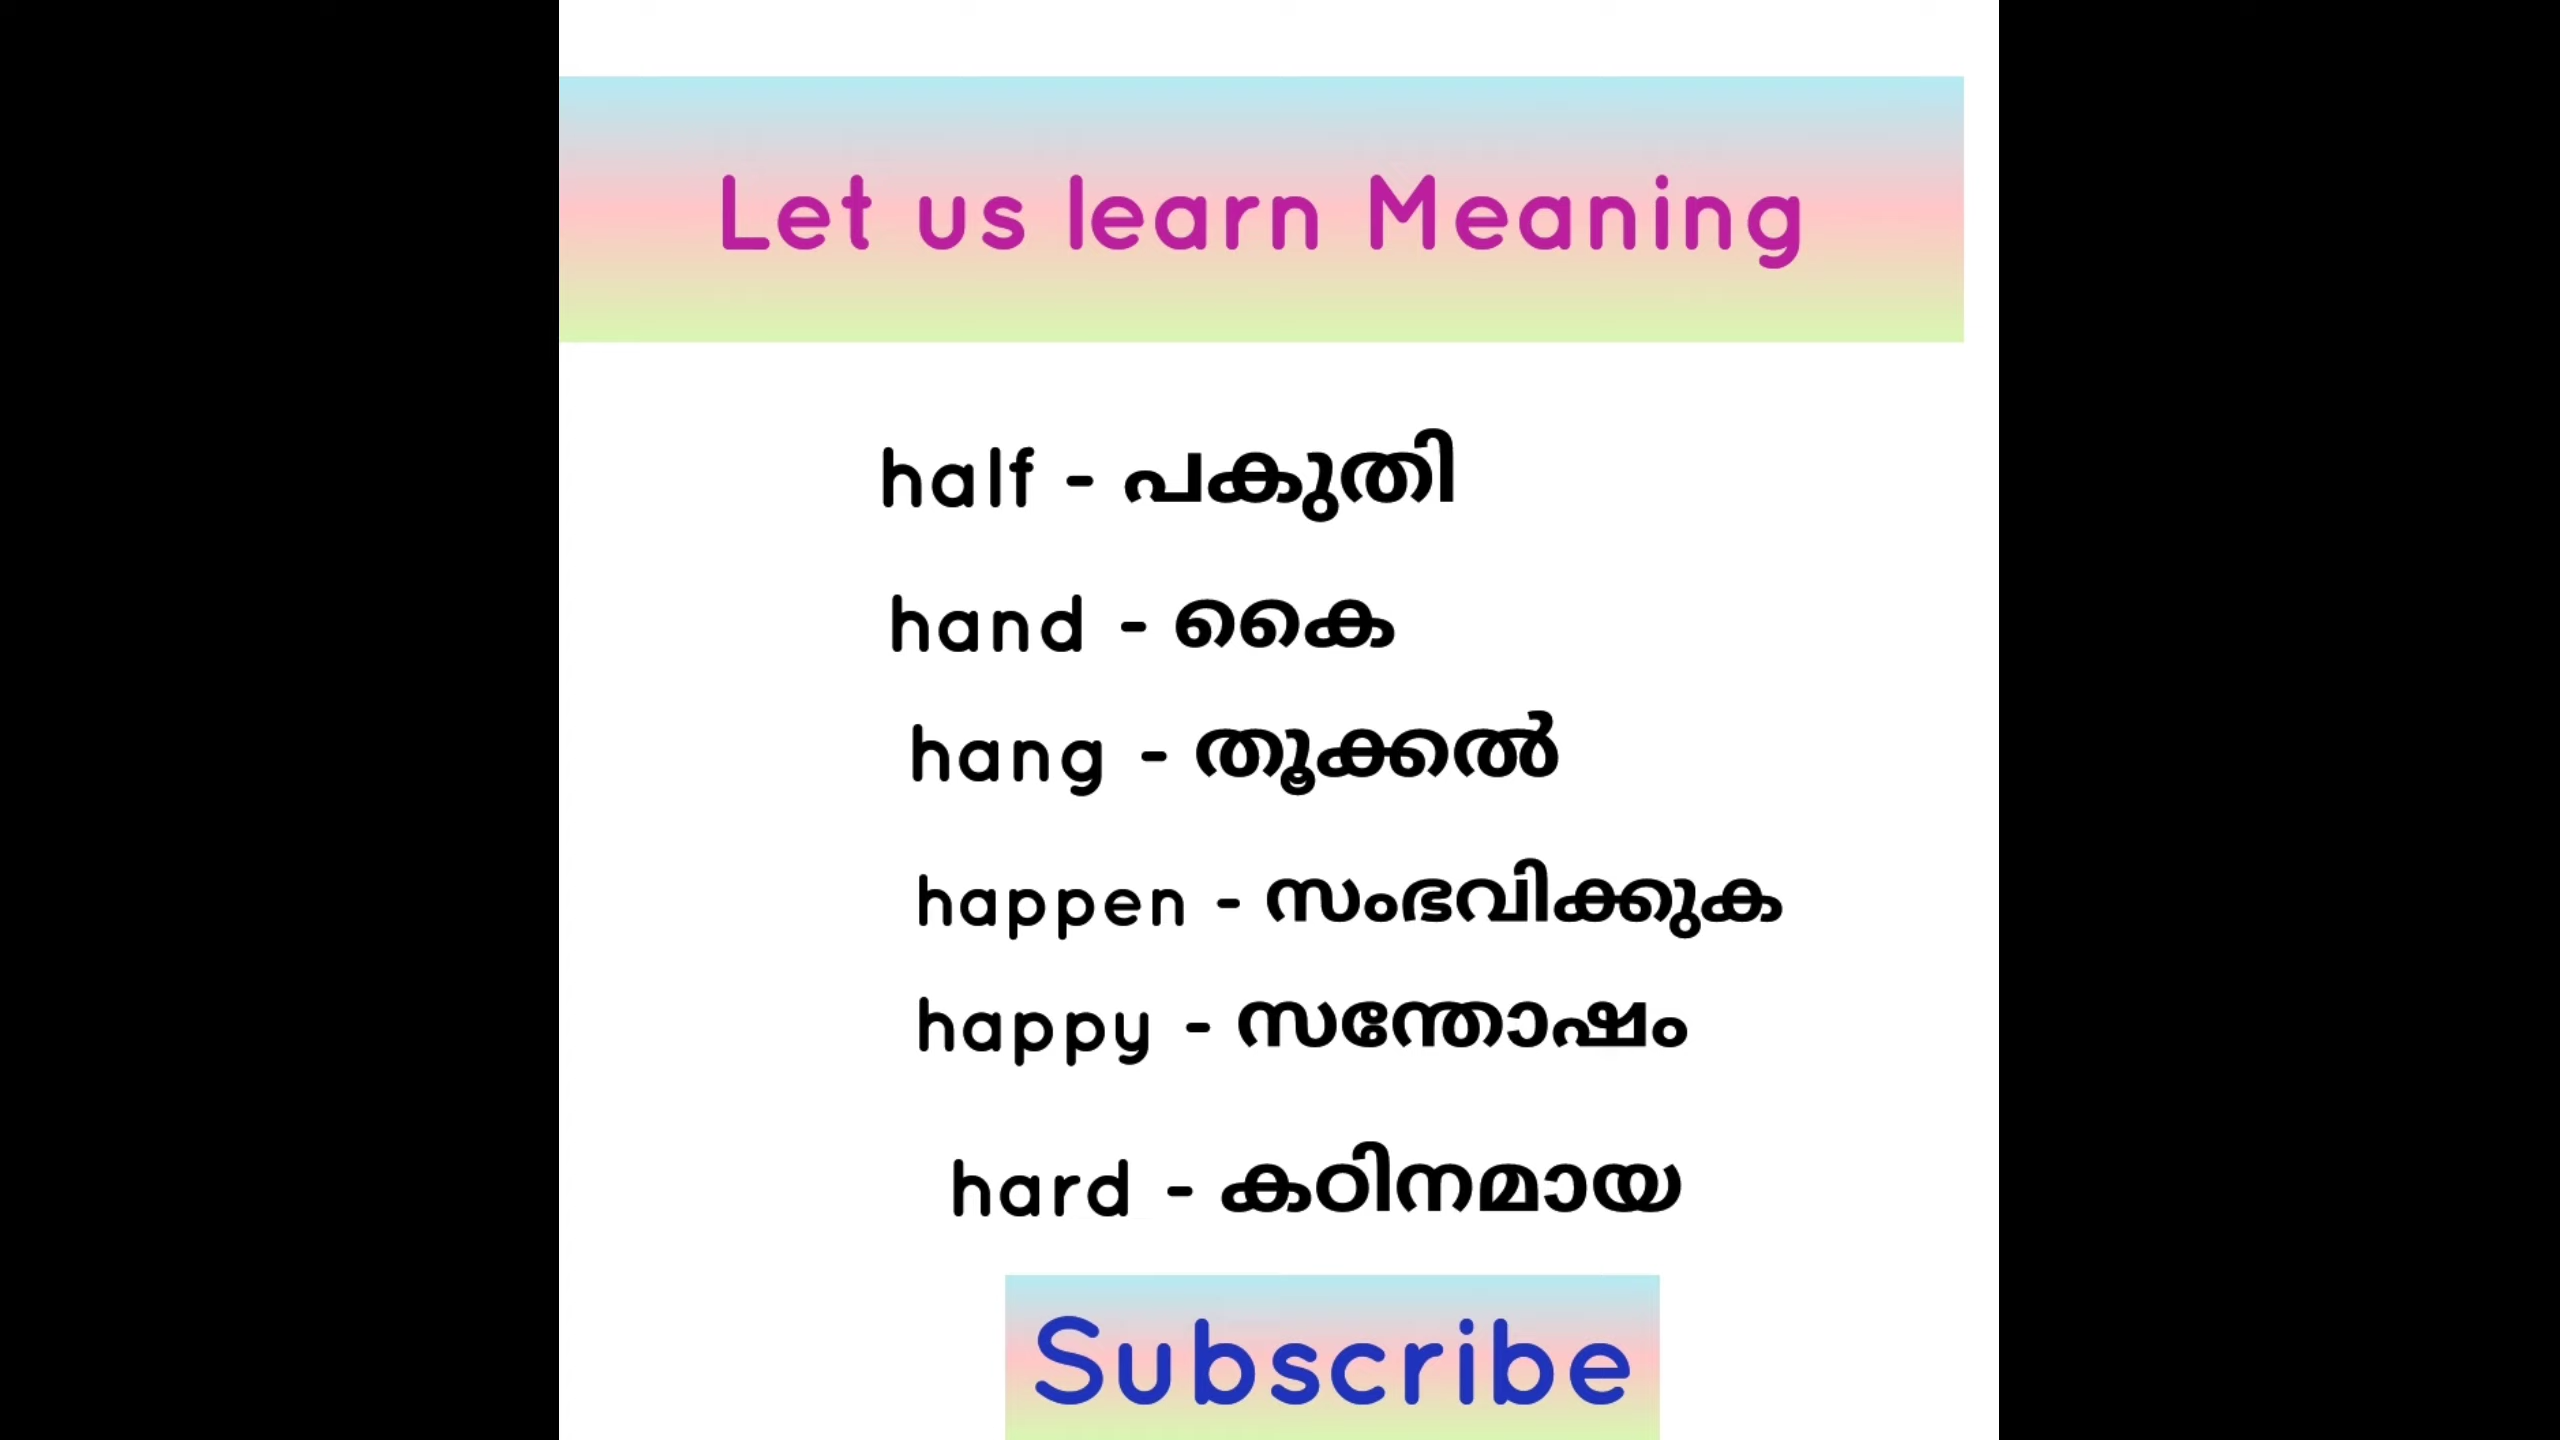 Let us learn Meaning
half - പകുതി
hand - കൈ
hang - തൂക്കൽ
happen - സംഭവിക്കുക
happy - സന്തോഷം
hard - കഠിനമായ
Subscribe